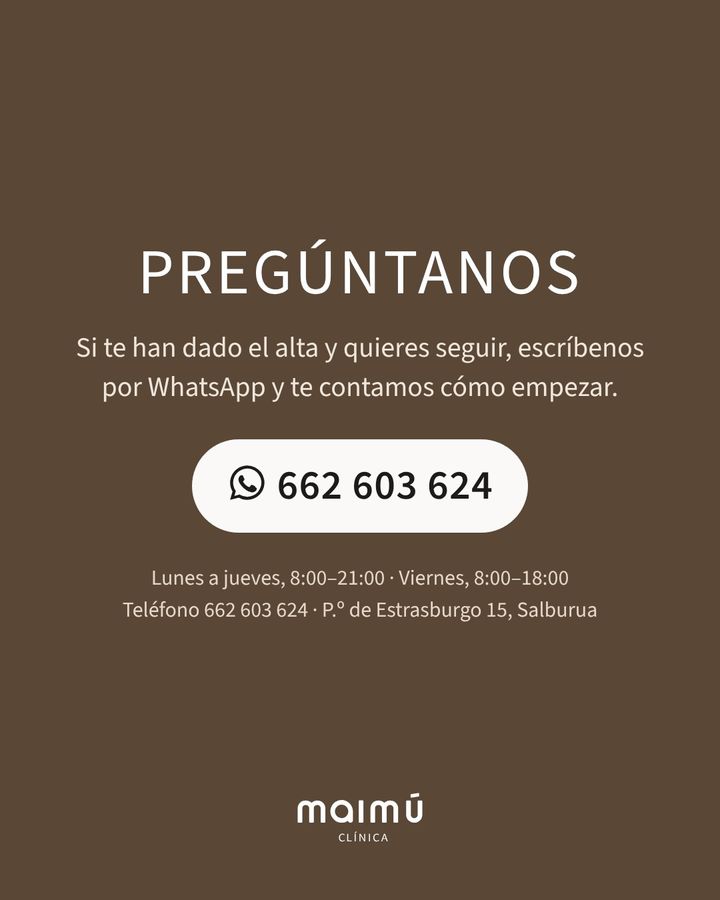 PREGÚNTANOS
Si te han dado el alta y quieres seguir, escríbenos
por WhatsApp y te contamos cómo empezar.
662 603 624
Lunes a jueves, 8:00–21:00 · Viernes, 8:00–18:00
Teléfono 662 603 624 · P.º de Estrasburgo 15, Salburua
maimú
CLÍNICA